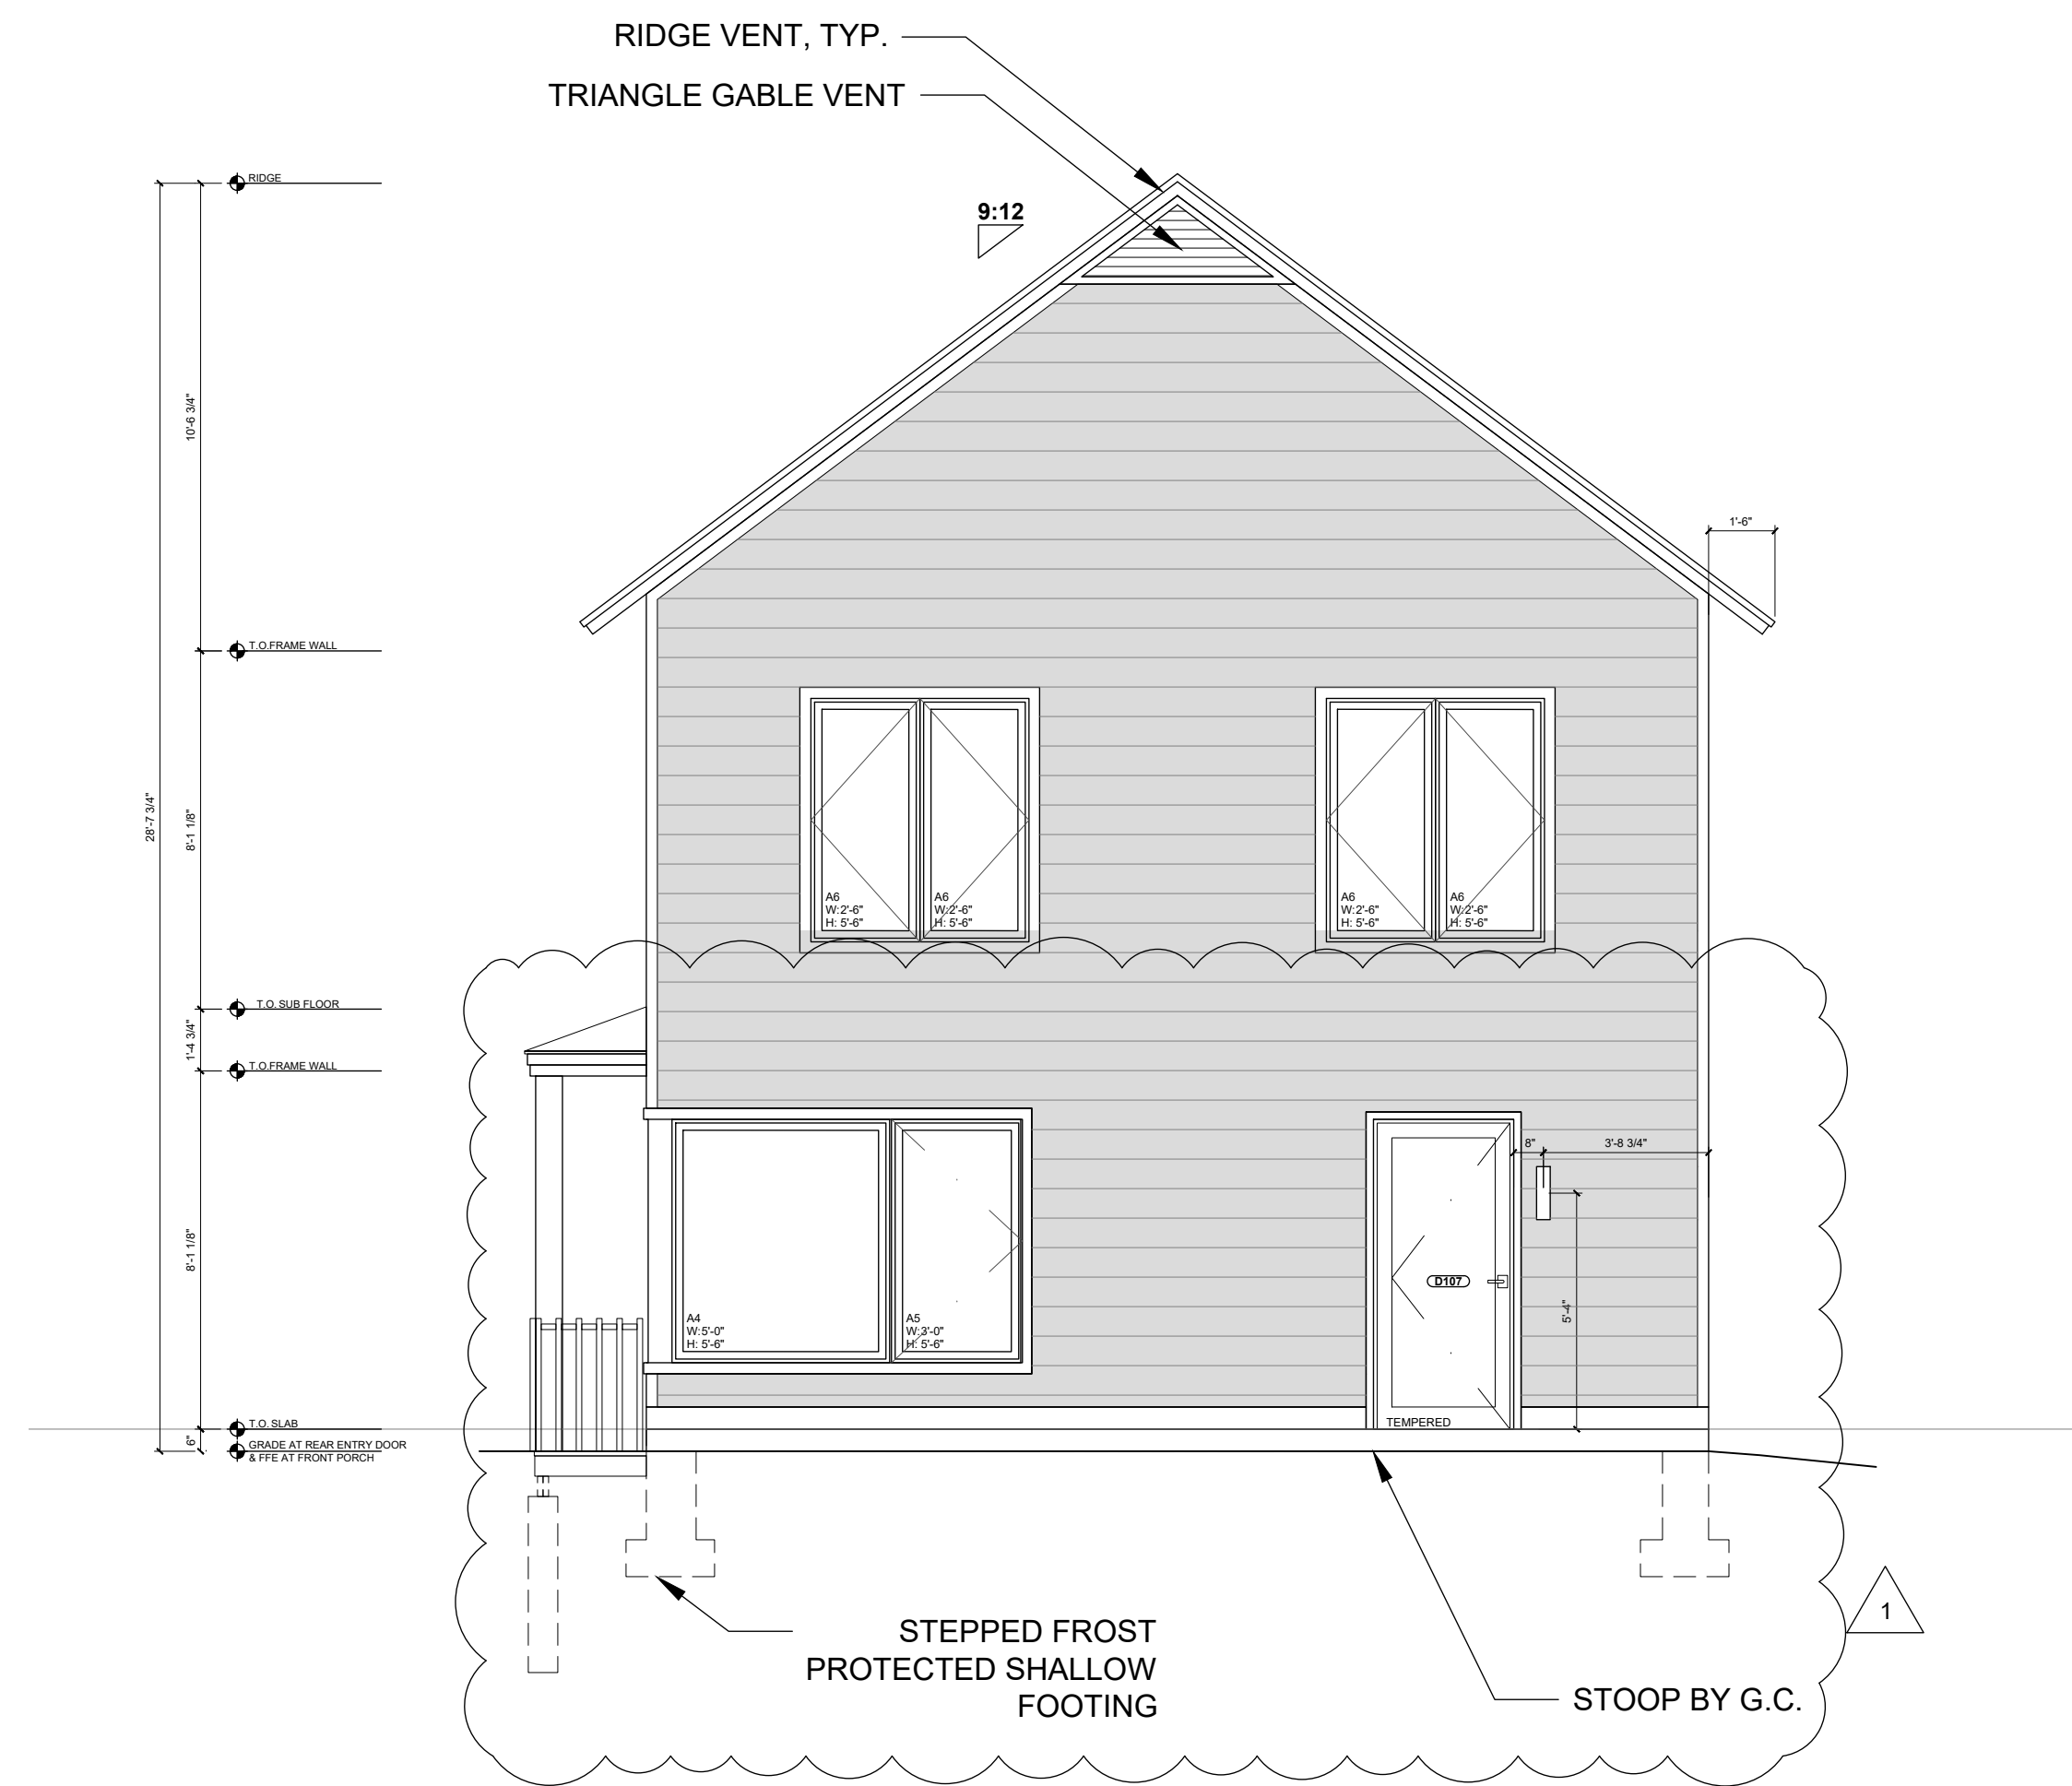 RIDGE VENT, TYP.
TRIANGLE GABLE VENT
RIDGE
9:12
10'-6 3/4"
1'-6"
T.O.FRAME WALL
28'-7 3/4"
8'-1 1/8"
A6
W:2'-6"
H: 5'-6"
A6
W:2'-6"
H: 5'-6"
A6
W:2'-6"
H: 5'-6"
A6
W:2'-6"
H: 5'-6"
T.O. SUB FLOOR
1'-4 3/4"
T.O.FRAME WALL
8"
3'-8 3/4"
8'-1 1/8"
D107
5'-4"
A4
W:5'-0"
H: 5'-6"
A5
W:3'-0"
H: 5'-6"
T.O. SLAB
TEMPERED
6"
GRADE AT REAR ENTRY DOOR
& FFE AT FRONT PORCH
1
STEPPED FROST
PROTECTED SHALLOW
FOOTING
STOOP BY G.C.